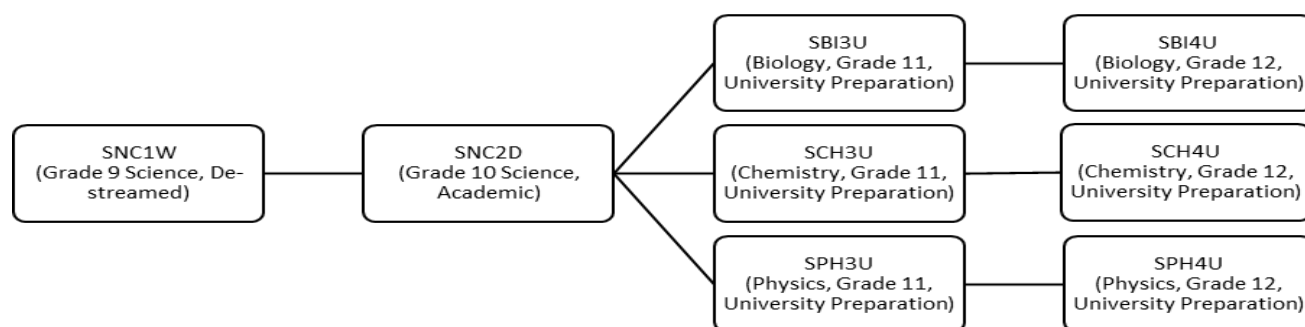 SNC1W
(Grade 9 Science, De-
streamed)
SNC2D
(Grade 10 Science,
Academic)
SBI3U
(Biology, Grade 11,
University Preparation)
SBI4U
(Biology, Grade 12,
University Preparation)
SCH3U
(Chemistry, Grade 11,
University Preparation)
SCH4U
(Chemistry, Grade 12,
University Preparation)
SPH3U
(Physics, Grade 11,
University Preparation)
SPH4U
(Physics, Grade 12,
University Preparation)